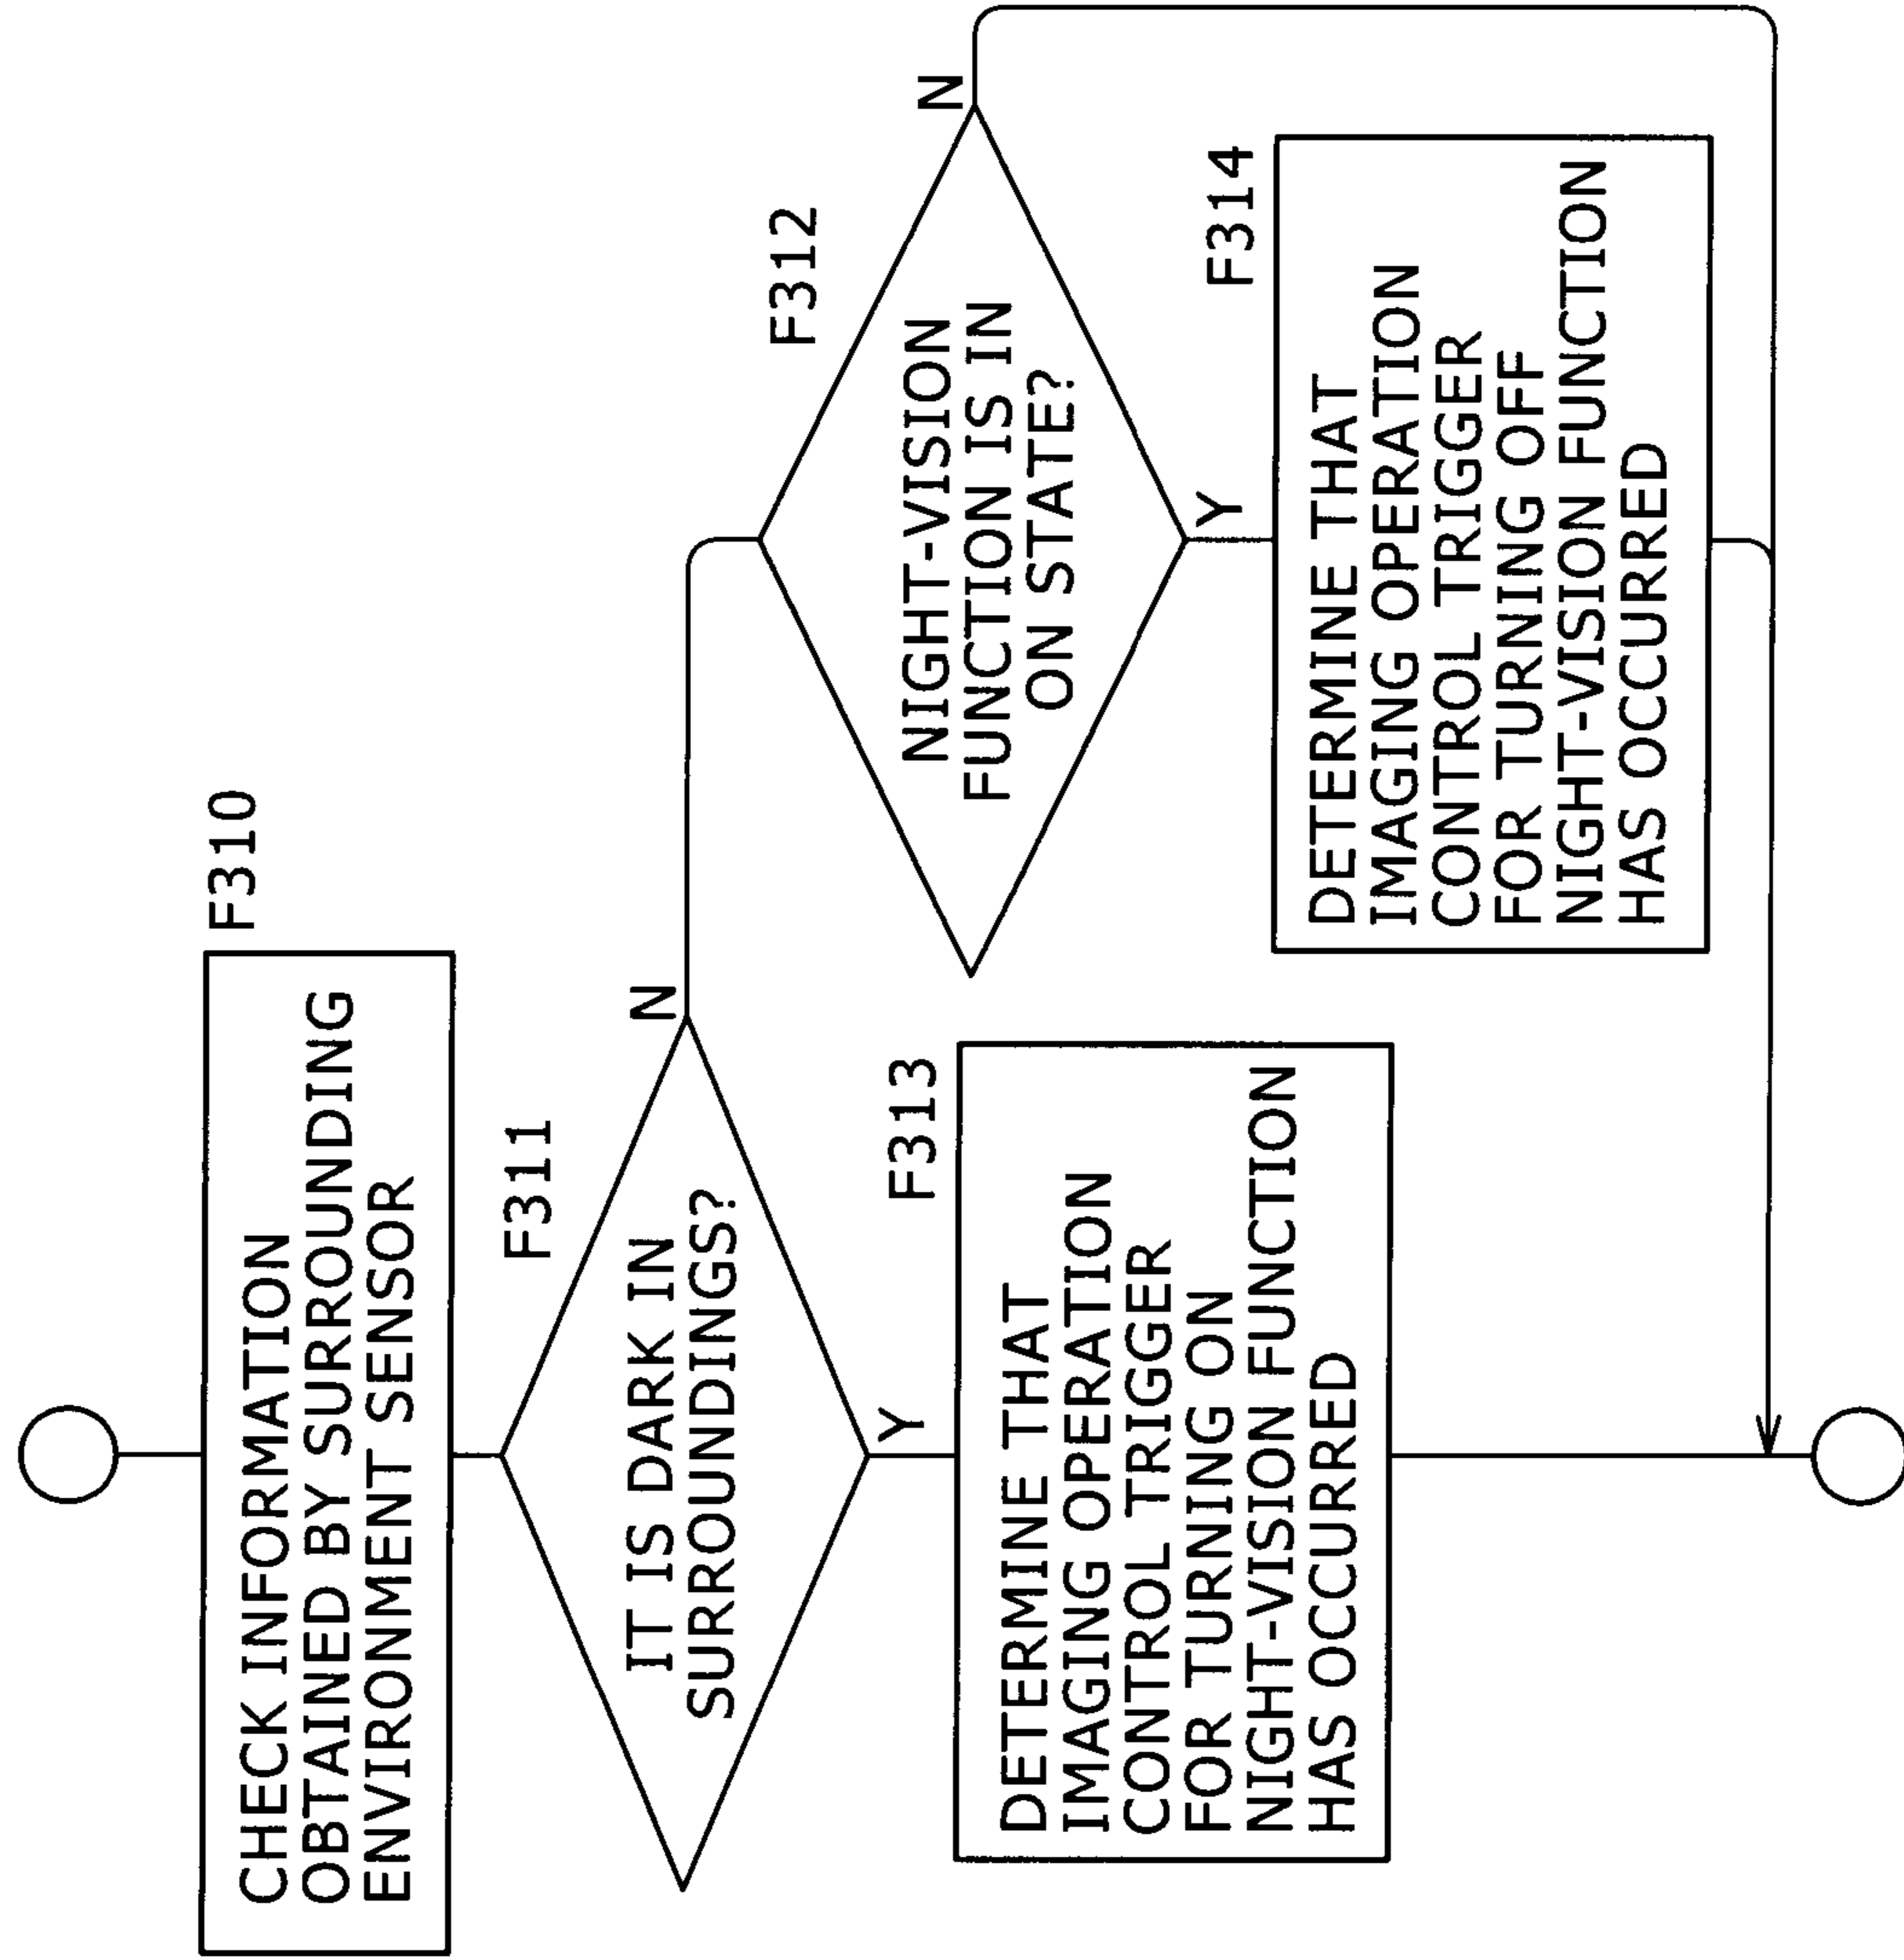 F310
CHECK INFORMATION
OBTAINED BY SURROUNDING
ENVIRONMENT SENSOR
F311
IT IS DARK IN
SURROUNDINGS?
N
Y
F312
NIGHT-VISION
FUNCTION IS IN
ON STATE?
N
Y
F313
DETERMINE THAT
IMAGING OPERATION
CONTROL TRIGGER
FOR TURNING ON
NIGHT-VISION FUNCTION
HAS OCCURRED
F314
DETERMINE THAT
IMAGING OPERATION
CONTROL TRIGGER
FOR TURNING OFF
NIGHT-VISION FUNCTION
HAS OCCURRED